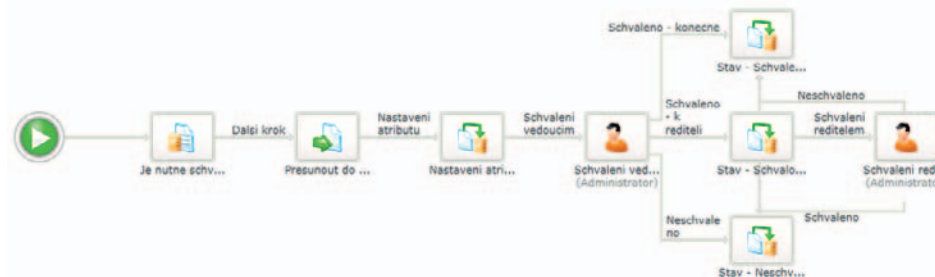 Schvaleno - konecne
Stav - Schvale...
Neschvaleno
Dalsi krok
Nastaveni
atributu
Schvaleni
vedoucim
Schvaleno
- k
rediteli
Schvaleni
reditelem
Je nutne schv...
Presunout do ...
Nastaveni atri...
Schvaleni ved...
(Administrator)
Stav - Schvalo...
Schvaleni red
(Administrat
Neschvale
no
Schvaleno
Stav - Neschv...